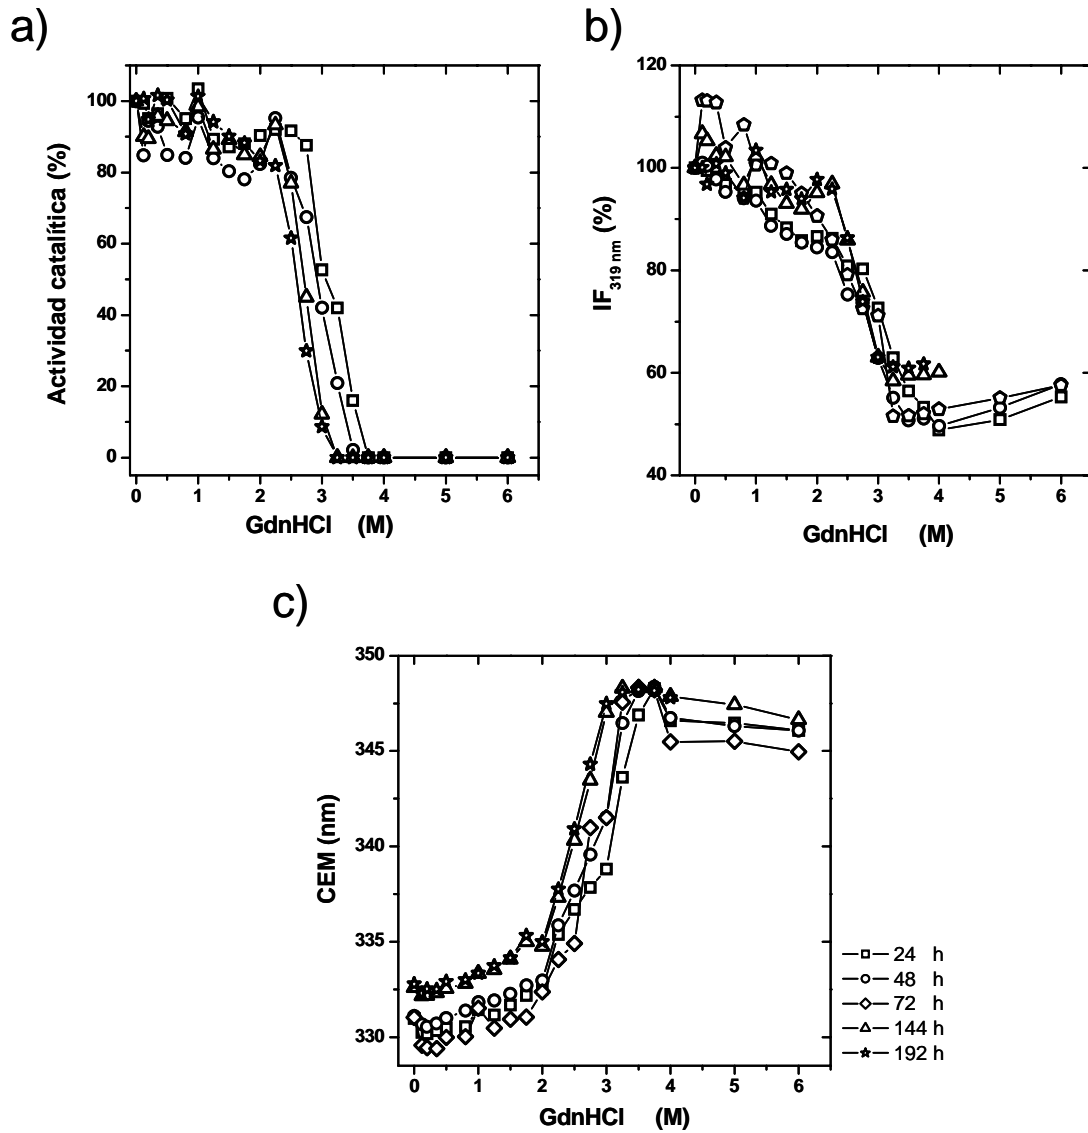 a)
Actividad catalítica (%)
100
80
60
40
20
0
0 1 2 3 4 5 6
GdnHCl (M)
b)
IF319 nm (%)
120
100
80
60
40
0 1 2 3 4 5 6
GdnHCl (M)
c)
CEM (nm)
350
345
340
335
330
0 1 2 3 4 5 6
GdnHCl (M)
24 h
48 h
72 h
144 h
192 h